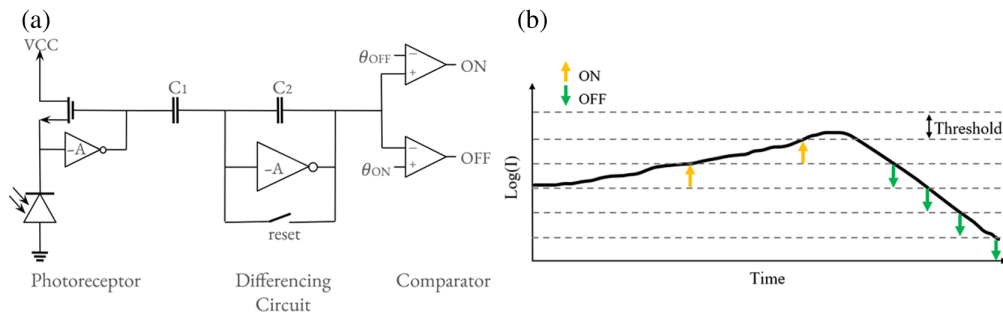 (a)
VCC
C1
C2
–A
–A
reset
θOFF
−
+
ON
−
+
θON
OFF
Photoreceptor
Differencing
Circuit
Comparator
(b)
ON
OFF
Threshold
Log(I)
Time